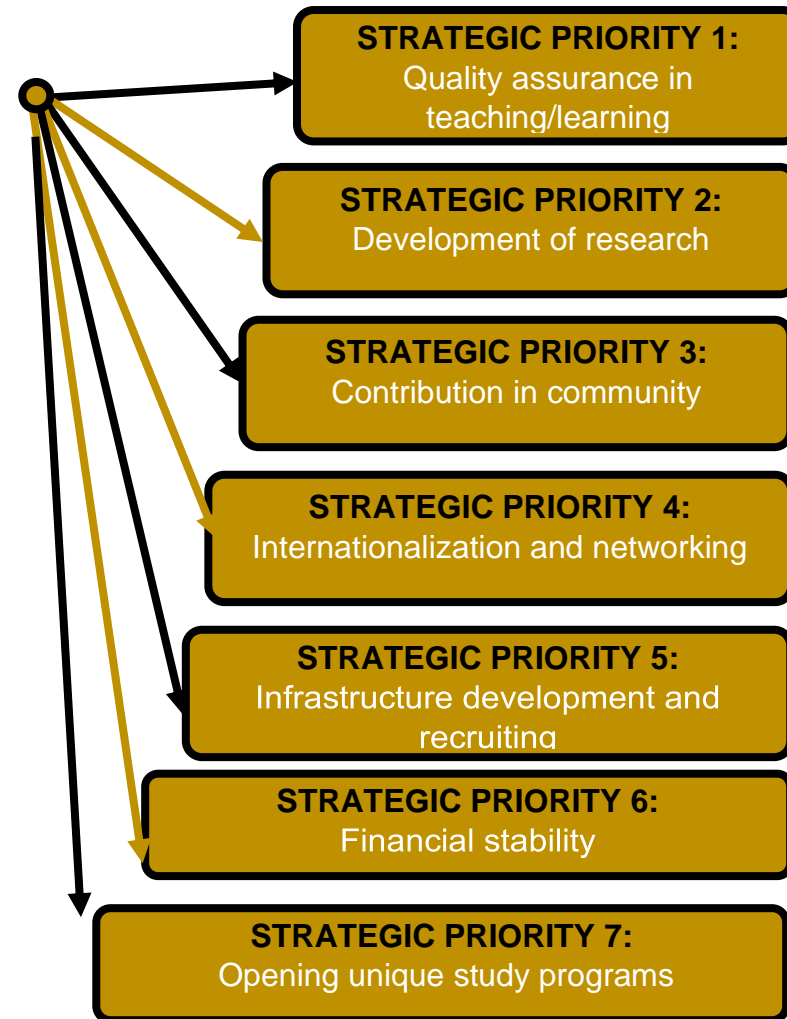 STRATEGIC PRIORITY 1:
Quality assurance in
teaching/learning
STRATEGIC PRIORITY 2:
Development of research
STRATEGIC PRIORITY 3:
Contribution in community
STRATEGIC PRIORITY 4:
Internationalization and networking
STRATEGIC PRIORITY 5:
Infrastructure development and
recruiting
STRATEGIC PRIORITY 6:
Financial stability
STRATEGIC PRIORITY 7:
Opening unique study programs